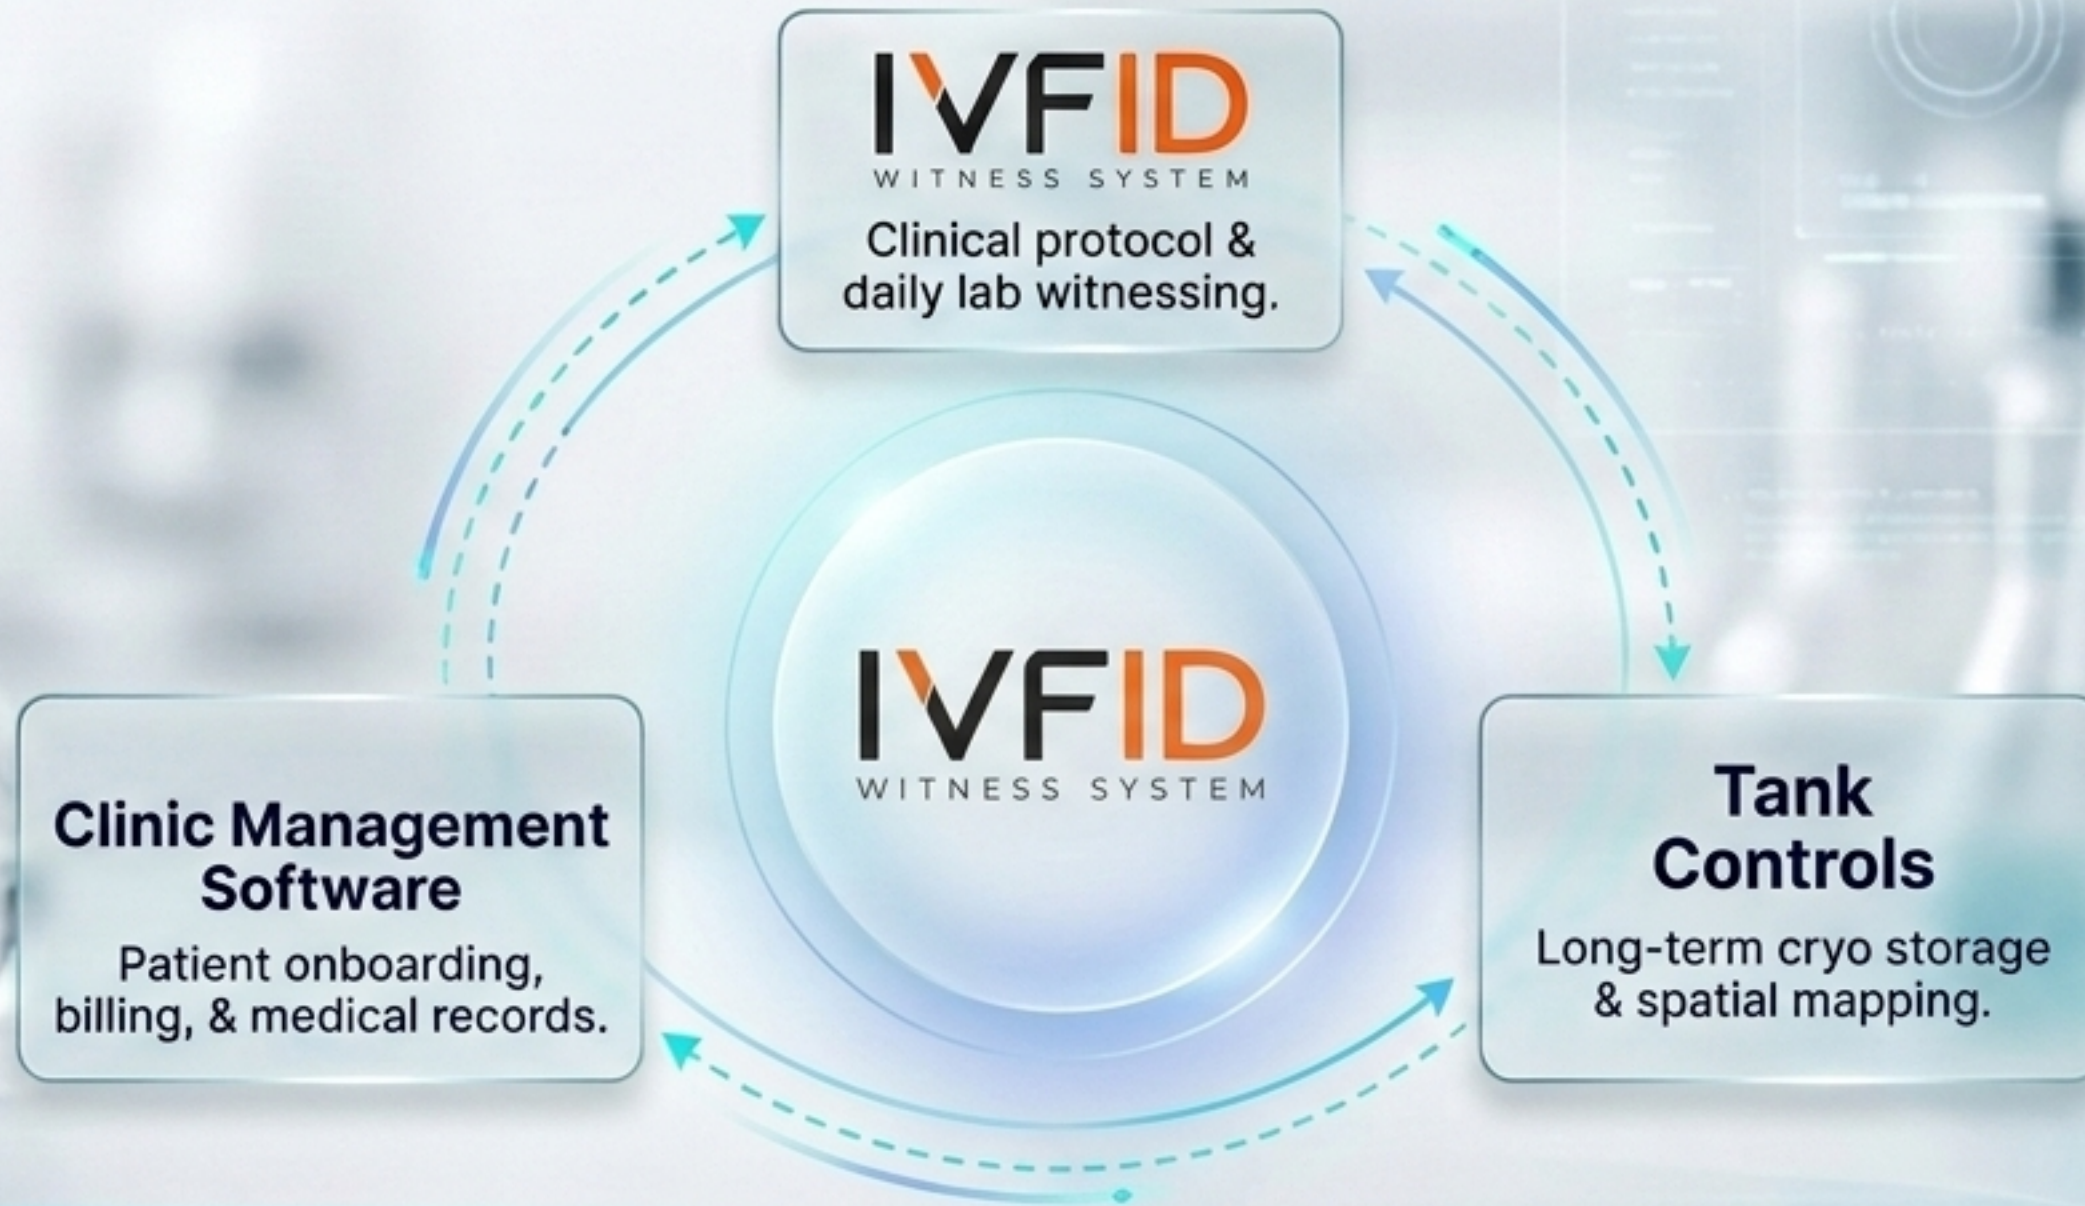 IVFID
WITNESS SYSTEM
Clinical protocol &
daily lab witnessing.
IVFID
WITNESS SYSTEM
Clinic Management
Software
Patient onboarding,
billing, & medical records.
Tank
Controls
Long-term cryo storage
& spatial mapping.